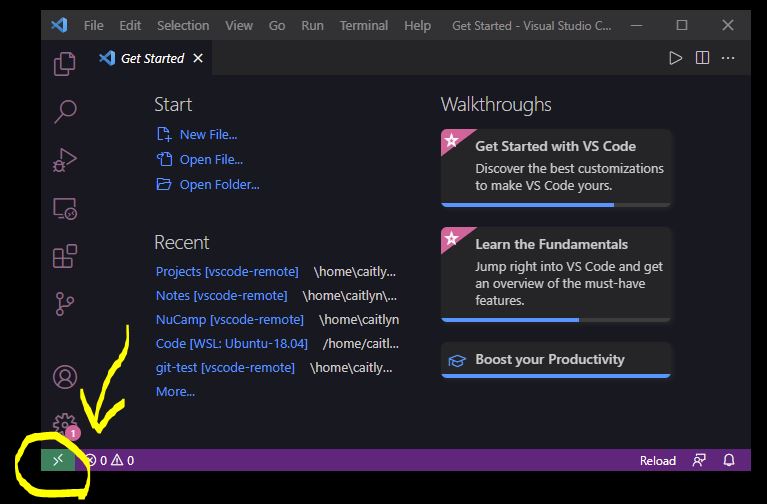 File Edit Selection View Go Run Terminal Help Get Started - Visual Studio C...
Get Started
Start
New File...
Open File...
Open Folder...
Recent
Projects [vscode-remote] \home\caitly...
Notes [vscode-remote] \home\caitlyn\...
NuCamp [vscode-remote] \home\caitlyn
Code [WSL: Ubuntu-18.04] /home/caitl...
git-test [vscode-remote] \home\caitly...
More...
Walkthroughs
Get Started with VS Code
Discover the best customizations
to make VS Code yours.
Learn the Fundamentals
Jump right into VS Code and get
an overview of the must-have
features.
Boost your Productivity
1
0 0 Reload